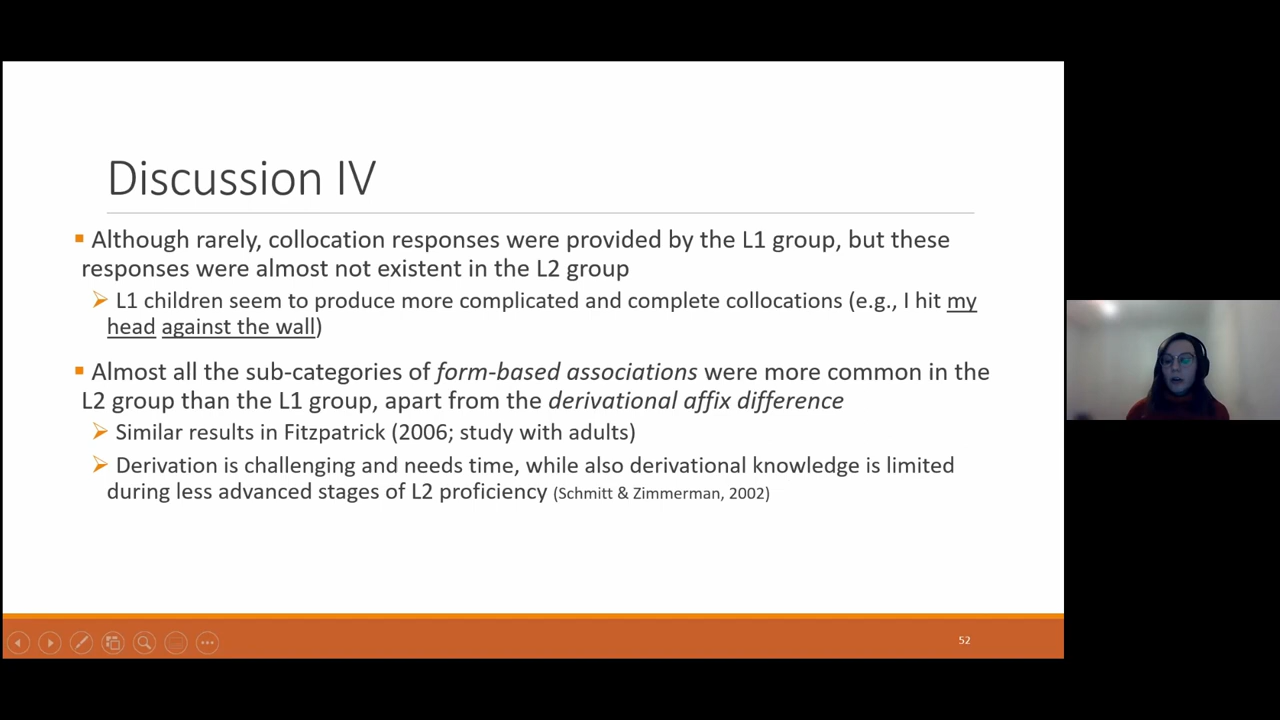 Discussion IV
Although rarely, collocation responses were provided by the L1 group, but these
responses were almost not existent in the L2 group
L1 children seem to produce more complicated and complete collocations (e.g., I hit my
head against the wall)
Almost all the sub-categories of form-based associations were more common in the
L2 group than the L1 group, apart from the derivational affix difference
Similar results in Fitzpatrick (2006; study with adults)
Derivation is challenging and needs time, while also derivational knowledge is limited
during less advanced stages of L2 proficiency (Schmitt & Zimmerman, 2002)
52